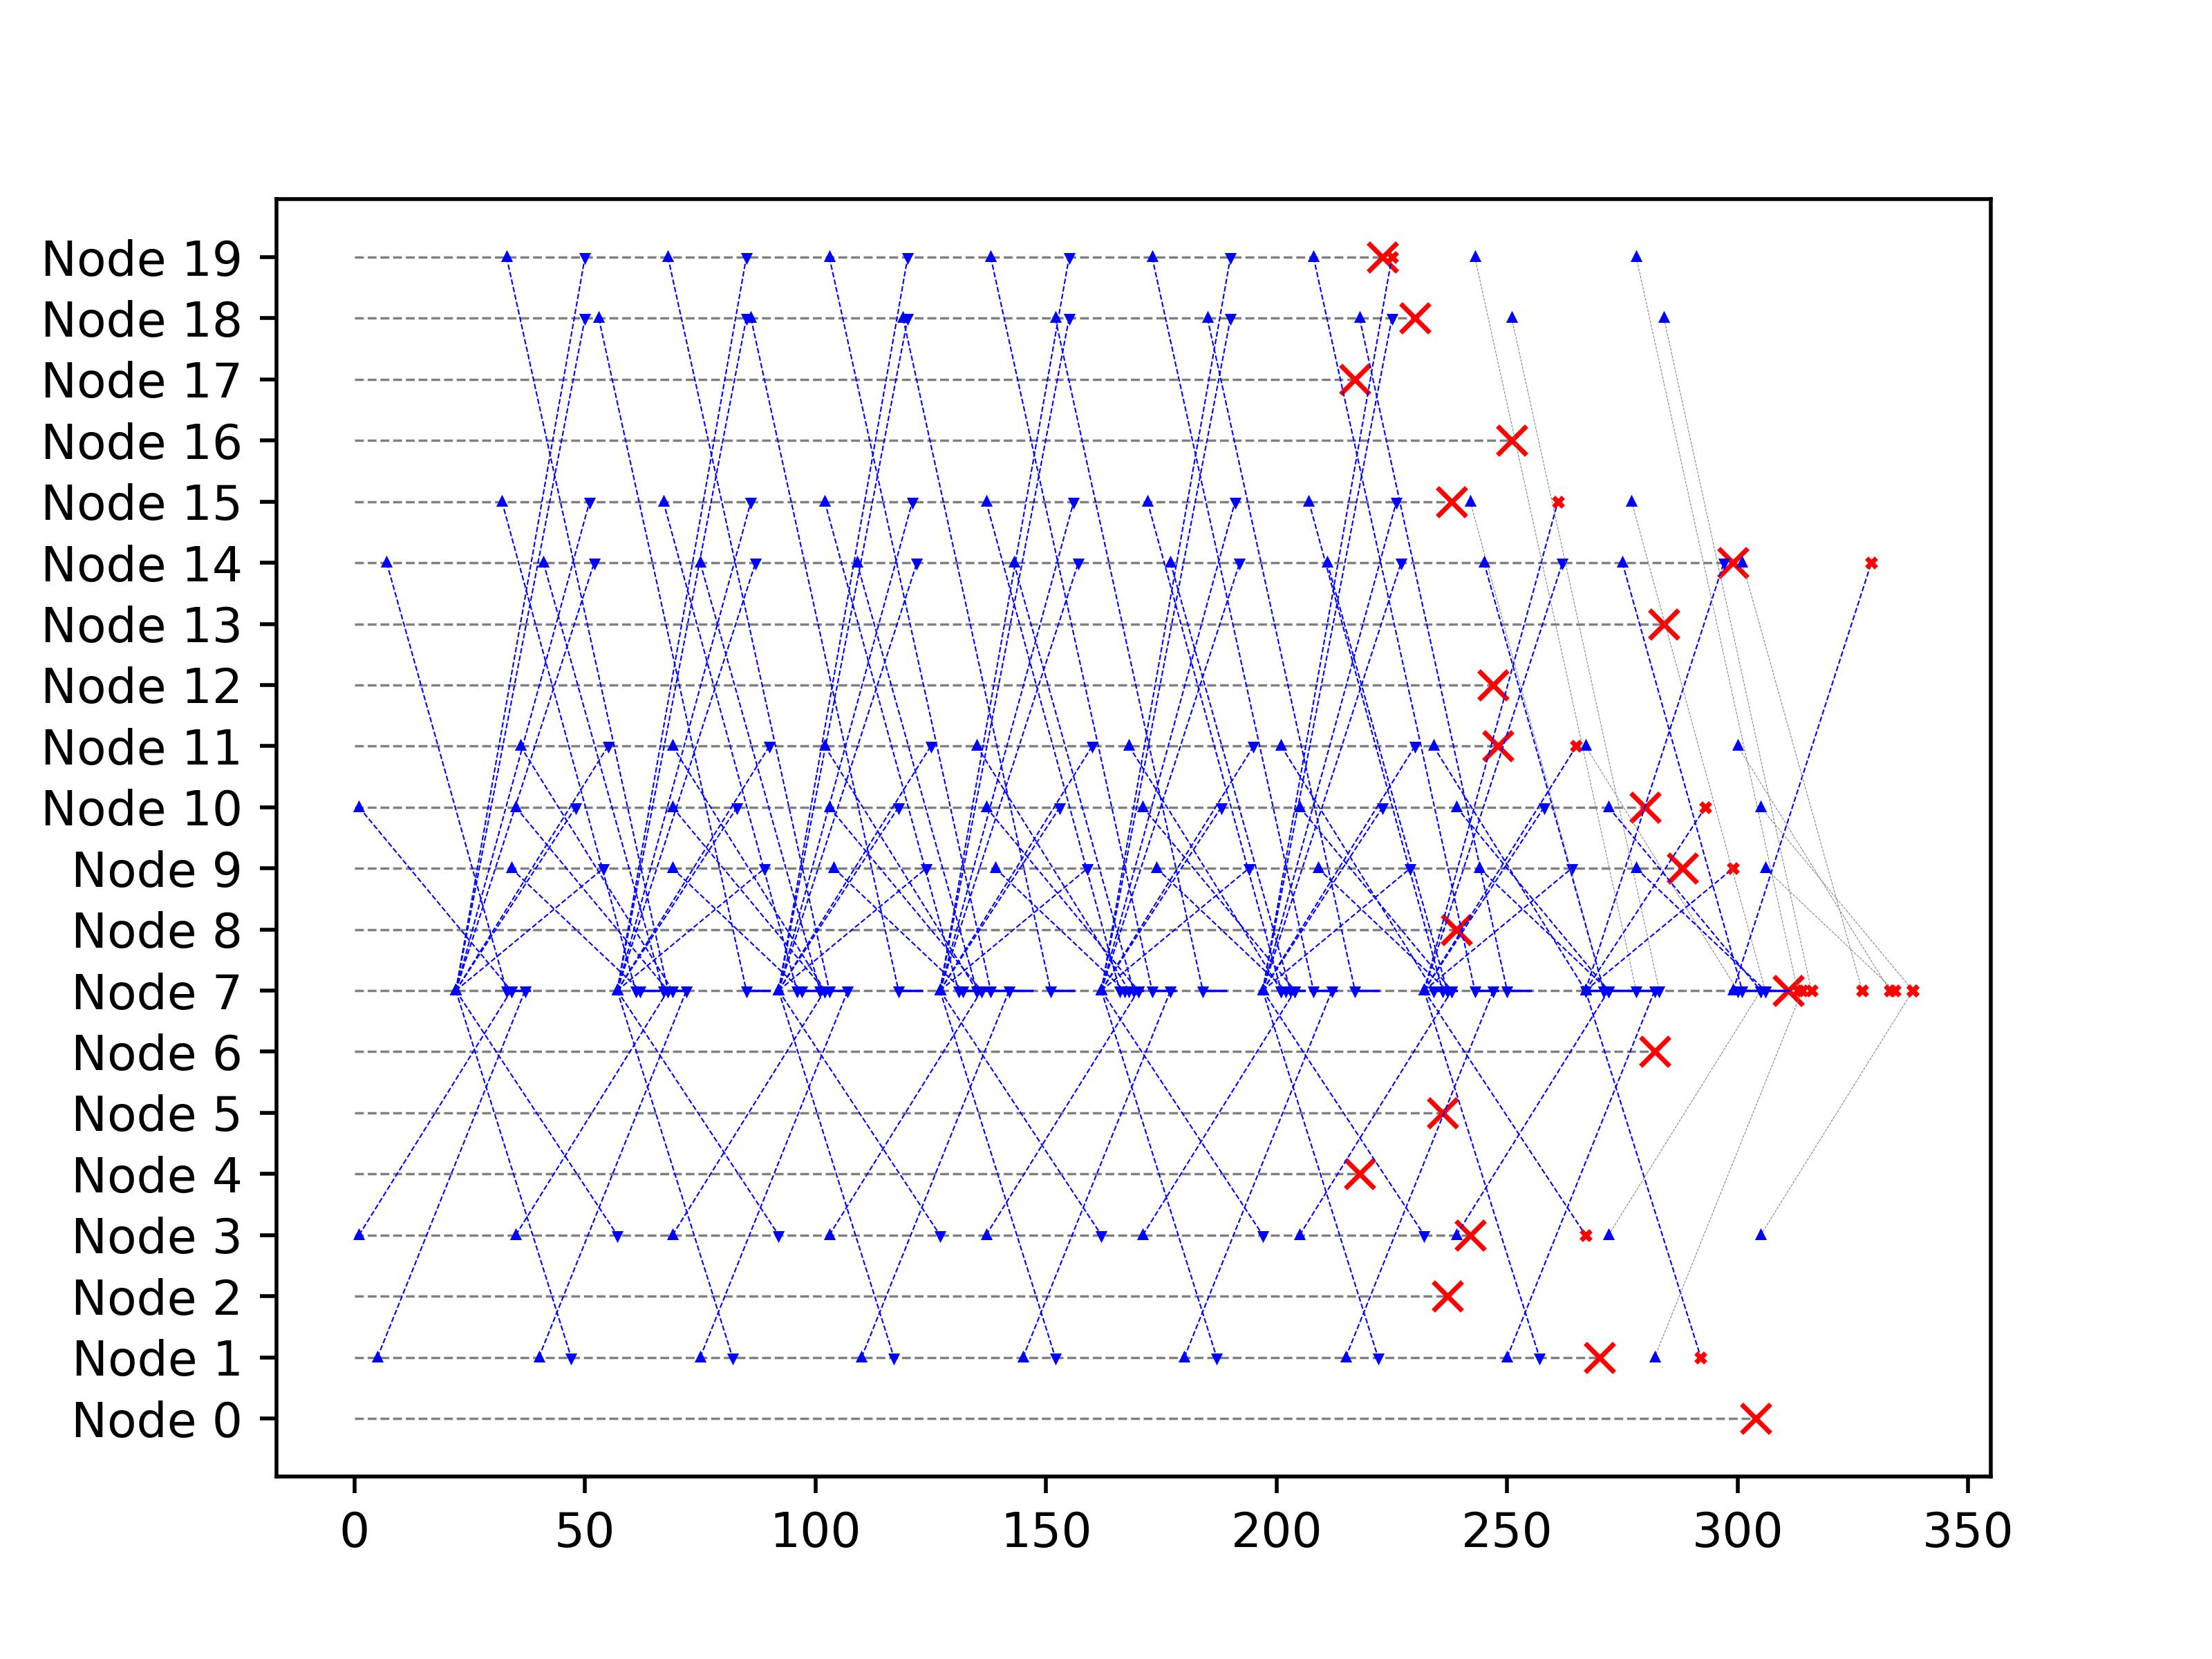 Node 19
Node 18
Node 17
Node 16
Node 15
Node 14
Node 13
Node 12
Node 11
Node 10
Node 9
Node 8
Node 7
Node 6
Node 5
Node 4
Node 3
Node 2
Node 1
Node 0
0 50 100 150 200 250 300 350